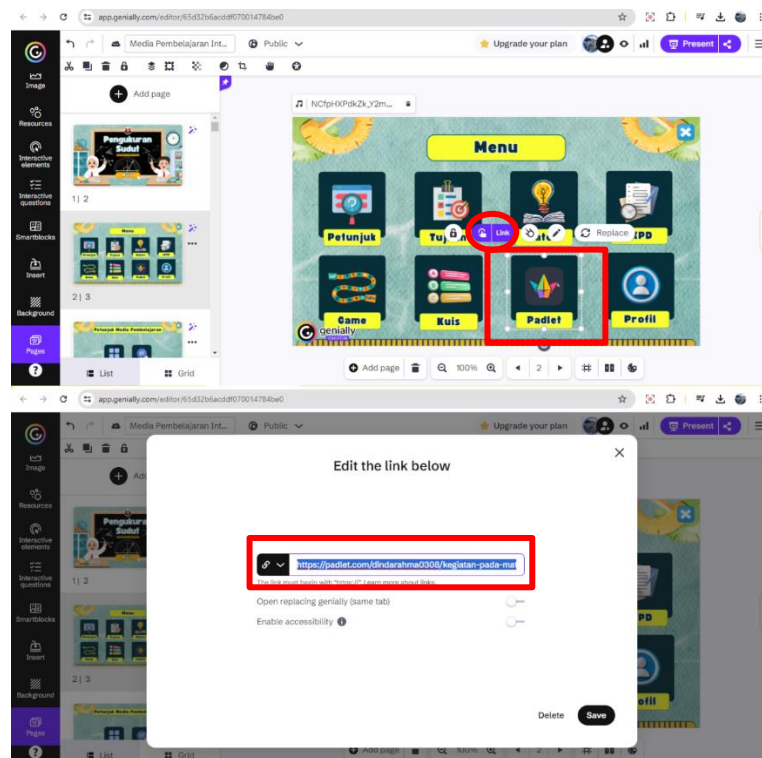 app.genially.com/editor/65d32b6acddf070014784be0
Media Pembelajaran Int...
Public
Upgrade your plan
Present
Image
Resources
Interactive elements
Interactive questions
Smartblocks
Insert
Background
Pages
Add page
Pengukuran
Sudut
1| 2
Menu
2| 3
Petunjuk Media Pembelajaran
List
Grid
NCfpHXPdkZk_Y2m...
Menu
Link
Replace
Petunjuk
PD
Game
Kuis
Padlet
Profil
genially
Add page
100%
2
app.genially.com/editor/65d32b6acddf070014784be0
Media Pembelajaran Int...
Public
Upgrade your plan
Present
Image
Resources
Interactive elements
Interactive questions
Smartblocks
Insert
Background
Pages
Edit the link below
https://padlet.com/dindarahma0308/kegiatan-pada-mat
The link must begin with "https://". Learn more about links
Open replacing genially (same tab)
Enable accessibility
Delete
Save
1| 2
2| 3
PD
ofil
List
Grid
Add page
100%
2